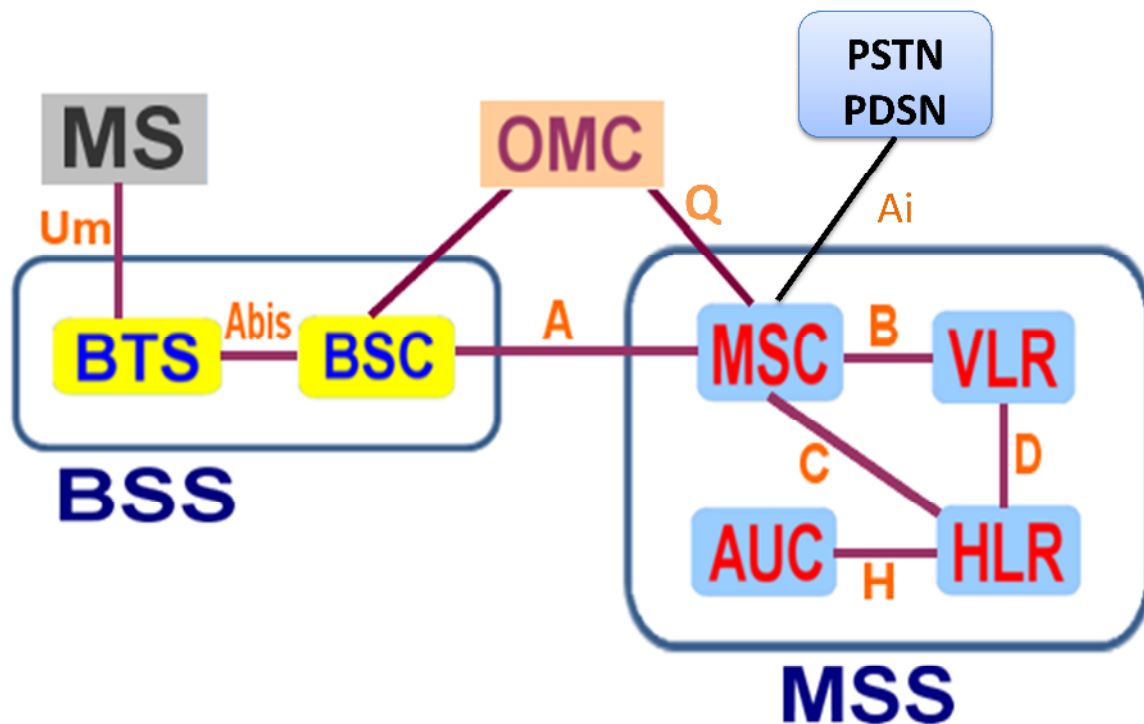 PSTN
PDSN
MS
OMC
Um
Q
Ai
BTS
Abis
BSC
A
MSC
B
VLR
C
D
AUC
H
HLR
BSS
MSS